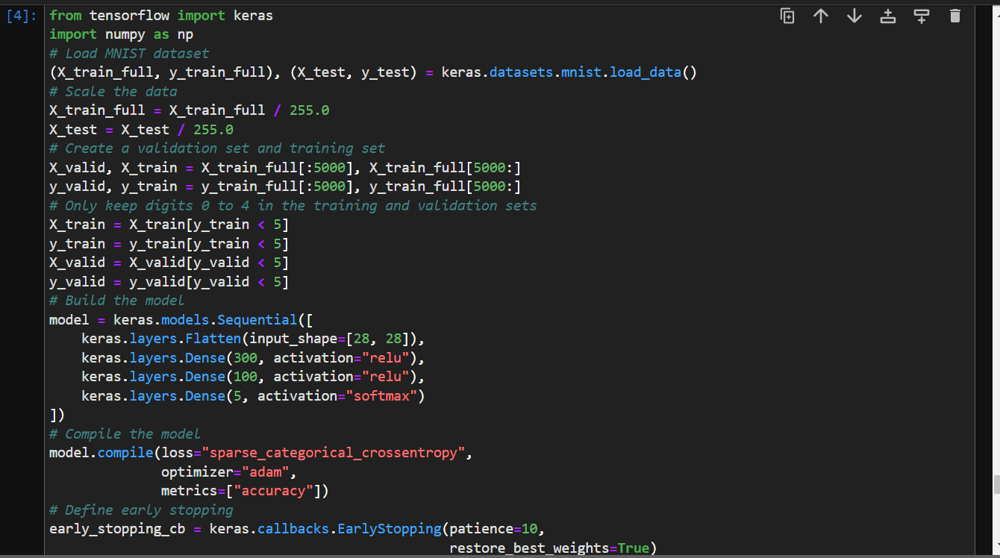 [4]: from tensorflow import keras
import numpy as np
# Load MNIST dataset
(X_train_full, y_train_full), (X_test, y_test) = keras.datasets.mnist.load_data()
# Scale the data
X_train_full = X_train_full / 255.0
X_test = X_test / 255.0
# Create a validation set and training set
X_valid, X_train = X_train_full[:5000], X_train_full[5000:]
y_valid, y_train = y_train_full[:5000], y_train_full[5000:]
# Only keep digits 0 to 4 in the training and validation sets
X_train = X_train[y_train < 5]
y_train = y_train[y_train < 5]
X_valid = X_valid[y_valid < 5]
y_valid = y_valid[y_valid < 5]
# Build the model
model = keras.models.Sequential([
    keras.layers.Flatten(input_shape=[28, 28]),
    keras.layers.Dense(300, activation="relu"),
    keras.layers.Dense(100, activation="relu"),
    keras.layers.Dense(5, activation="softmax")
])
# Compile the model
model.compile(loss="sparse_categorical_crossentropy",
              optimizer="adam",
              metrics=["accuracy"])
# Define early stopping
early_stopping_cb = keras.callbacks.EarlyStopping(patience=10,
                                                  restore_best_weights=True)